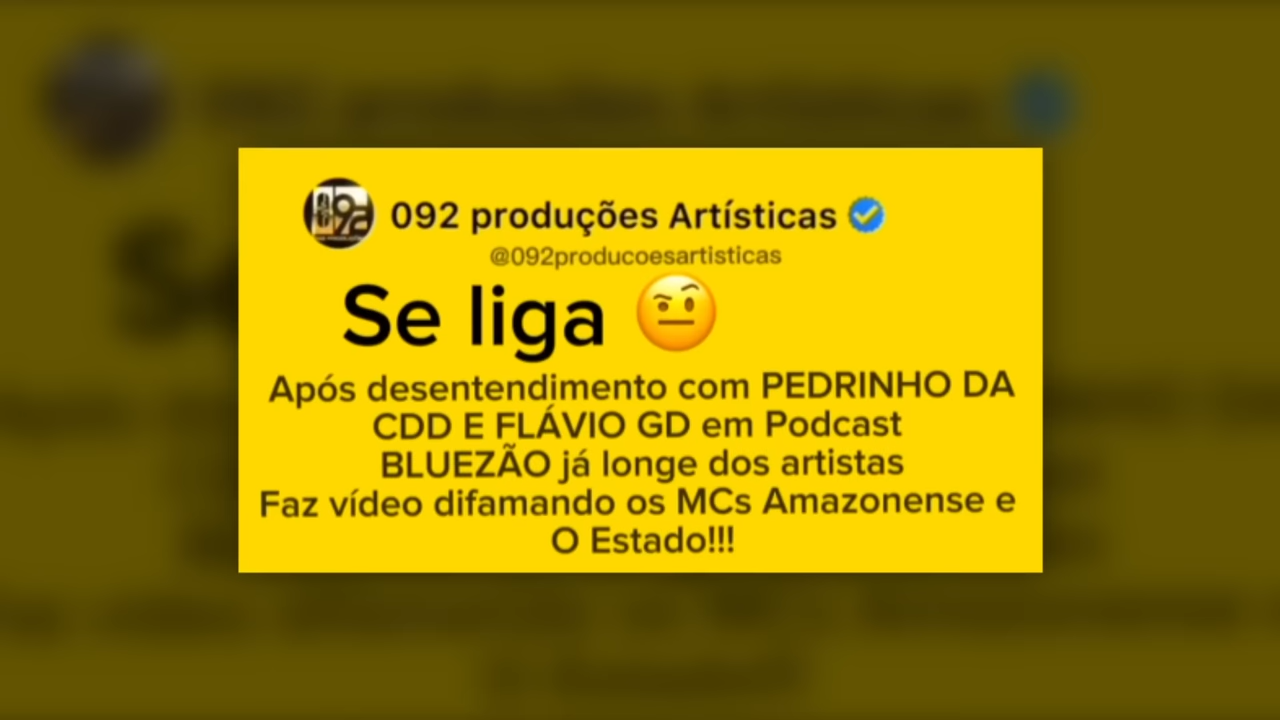 092 produções Artísticas
@092producoesartisticas
Se liga 🤨
Após desentendimento com PEDRINHO DA
CDD E FLÁVIO GD em Podcast
BLUEZÃO já longe dos artistas
Faz vídeo difamando os MCs Amazonense e
O Estado!!!